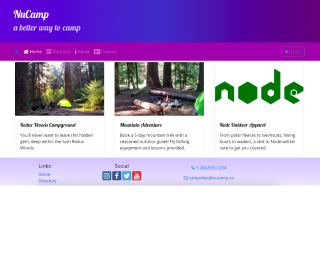 NuCamp
a better way to camp
Home Directory About Contact
Login
Redux Woods Campground
You'll never want to leave this hidden
gem, deep within the lush Redux
Woods.
Mountain Adventure
Book a 5-day mountain trek with a
seasoned outdoor guide! Fly fishing
equipment and lessons provided.
node
Node Outdoor Apparel
From polar fleeces to swimsuits, hiking
boots to waders, a visit to Node will be
sure to get you covered.
Links
Home
Directory
Social
1-206-555-1234
campsites@nucamp.co